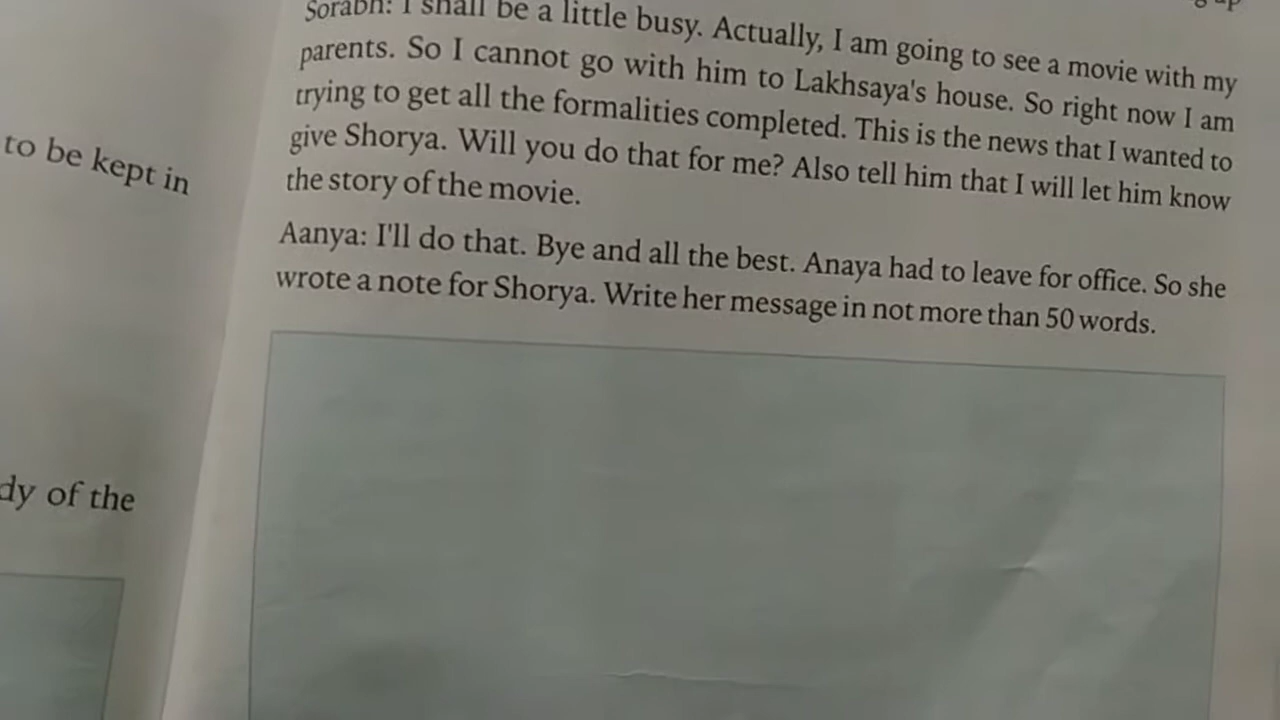 Sorabh: I shall be a little busy. Actually, I am going to see a movie with my
parents. So I cannot go with him to Lakhsaya's house. So right now I am
trying to get all the formalities completed. This is the news that I wanted to
give Shorya. Will you do that for me? Also tell him that I will let him know
the story of the movie.
Aanya: I'll do that. Bye and all the best. Anaya had to leave for office. So she
wrote a note for Shorya. Write her message in not more than 50 words.
to be kept in
of the